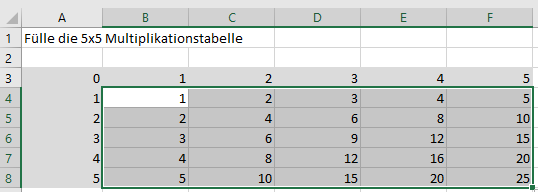 A B C D E F
1 Fülle die 5x5 Multiplikationstabelle
2
3 0 1 2 3 4 5
4 1 1 2 3 4 5
5 2 2 4 6 8 10
6 3 3 6 9 12 15
7 4 4 8 12 16 20
8 5 5 10 15 20 25